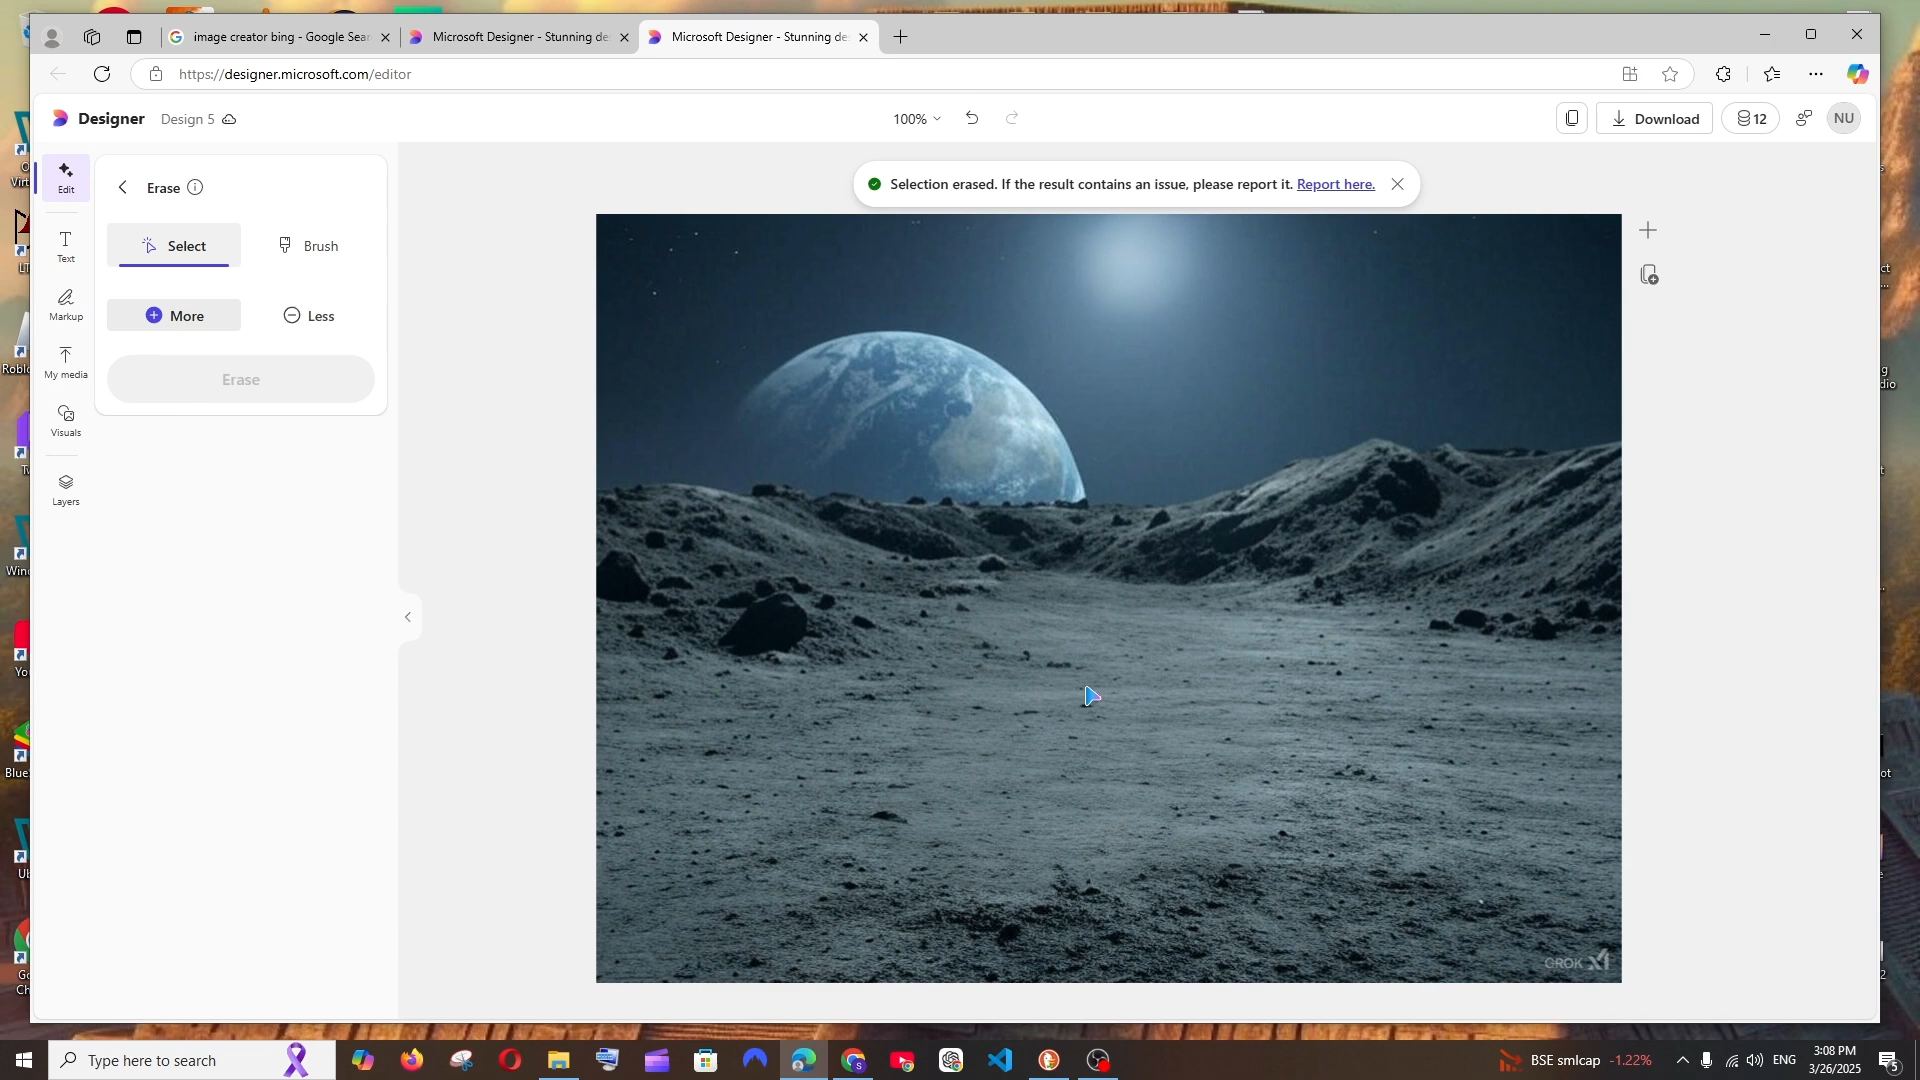 image creator bing - Google Sear
Microsoft Designer - Stunning de
Microsoft Designer - Stunning de
https://designer.microsoft.com/editor
Designer
Design 5
100%
Download
12
NU
Edit
Erase
Selection erased. If the result contains an issue, please report it. Report here.
Select
Brush
Text
More
Less
Markup
My media
Erase
Visuals
Layers
GROK
Type here to search
BSE smlcap -1.22%
ENG
3:08 PM
3/26/2025
5